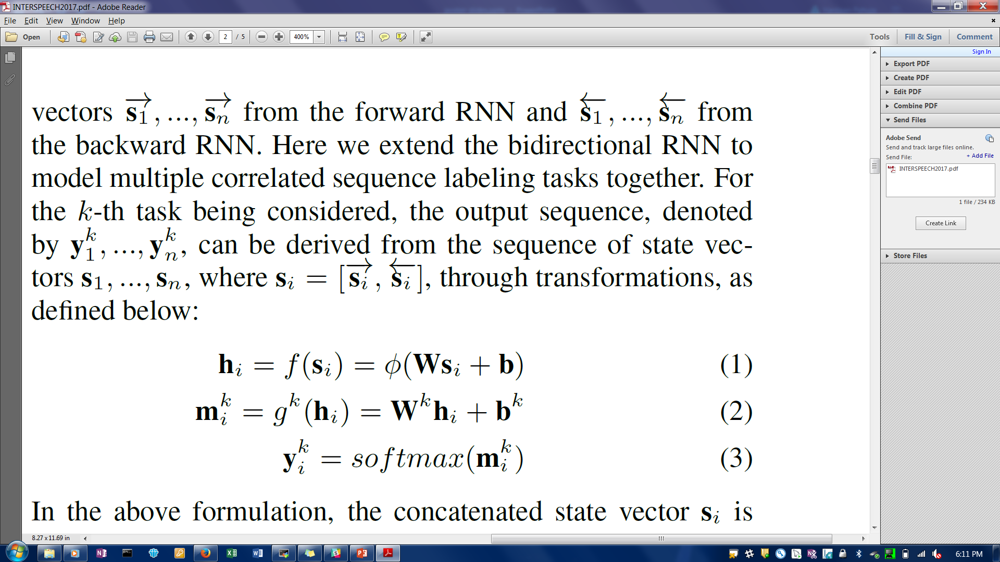 INTERSPEECH2017.pdf - Adobe Reader
File Edit View Window Help
Open 2 / 5 400% Tools Fill & Sign Comment
Sign In
Export PDF
Create PDF
Edit PDF
Combine PDF
Send Files
Adobe Send
Send and track large files online.
Send File: + Add File
INTERSPEECH2017.pdf
1 file / 234 KB
Create Link
Store Files
vectors $\overrightarrow{\mathbf{s}_1}, ..., \overrightarrow{\mathbf{s}_n}$ from the forward RNN and $\overleftarrow{\mathbf{s}_1}, ..., \overleftarrow{\mathbf{s}_n}$ from
the backward RNN. Here we extend the bidirectional RNN to
model multiple correlated sequence labeling tasks together. For
the $k$-th task being considered, the output sequence, denoted
by $\mathbf{y}_1^k, ..., \mathbf{y}_n^k$, can be derived from the sequence of state vec-
tors $\mathbf{s}_1, ..., \mathbf{s}_n$, where $\mathbf{s}_i = [\overrightarrow{\mathbf{s}_i}, \overleftarrow{\mathbf{s}_i}]$, through transformations, as
defined below:
$\mathbf{h}_i = f(\mathbf{s}_i) = \phi(\mathbf{W}\mathbf{s}_i + \mathbf{b})$ (1)
$\mathbf{m}_i^k = g^k(\mathbf{h}_i) = \mathbf{W}^k\mathbf{h}_i + \mathbf{b}^k$ (2)
$\mathbf{y}_i^k = softmax(\mathbf{m}_i^k)$ (3)
In the above formulation, the concatenated state vector $\mathbf{s}_i$ is
8.27 x 11.69 in
6:11 PM